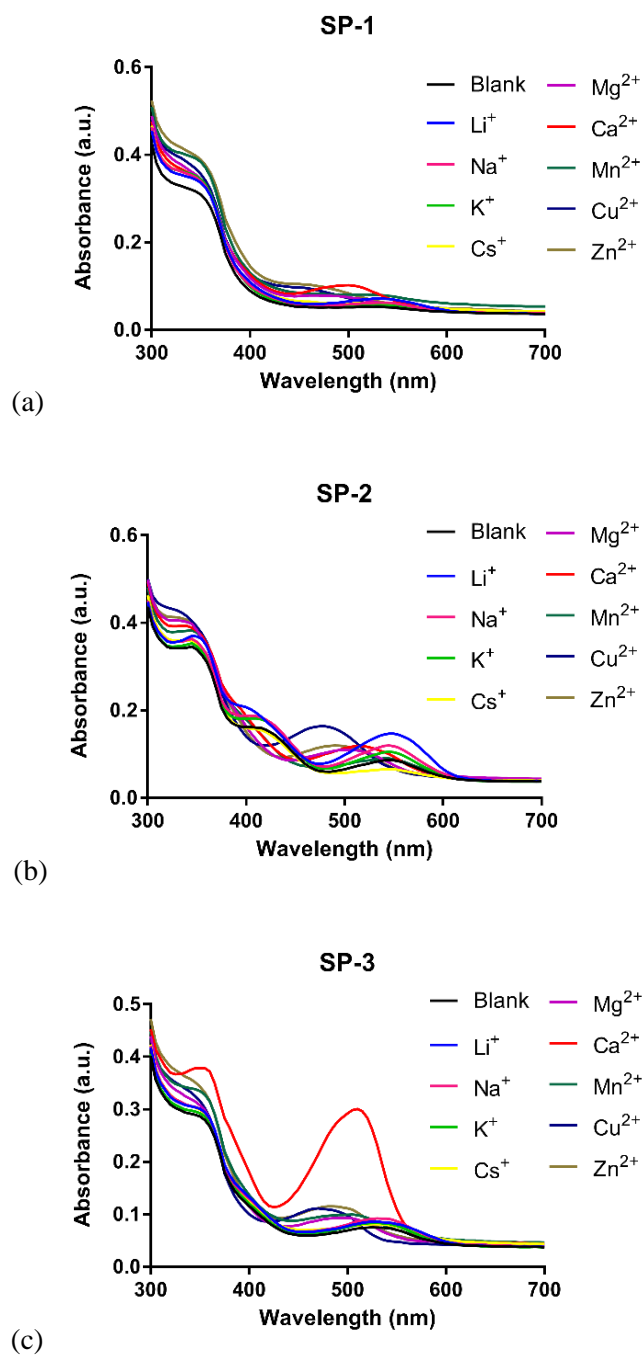 SP-1
0.6
0.4
0.2
0.0
Absorbance (a.u.)
Blank
Li⁺
Na⁺
K⁺
Cs⁺
Mg²⁺
Ca²⁺
Mn²⁺
Cu²⁺
Zn²⁺
300 400 500 600 700
Wavelength (nm)
(a)
SP-2
0.6
0.4
0.2
0.0
Absorbance (a.u.)
Blank
Li⁺
Na⁺
K⁺
Cs⁺
Mg²⁺
Ca²⁺
Mn²⁺
Cu²⁺
Zn²⁺
300 400 500 600 700
Wavelength (nm)
(b)
SP-3
0.5
0.4
0.3
0.2
0.1
0.0
Absorbance (a.u.)
Blank
Li⁺
Na⁺
K⁺
Cs⁺
Mg²⁺
Ca²⁺
Mn²⁺
Cu²⁺
Zn²⁺
300 400 500 600 700
Wavelength (nm)
(c)